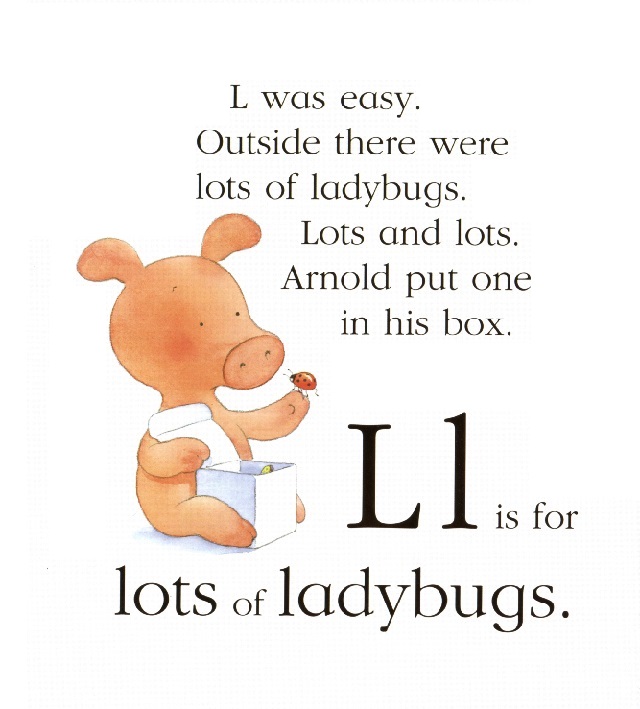 L was easy.
Outside there were
lots of ladybugs.
Lots and lots.
Arnold put one
in his box.
L l is for
lots of ladybugs.